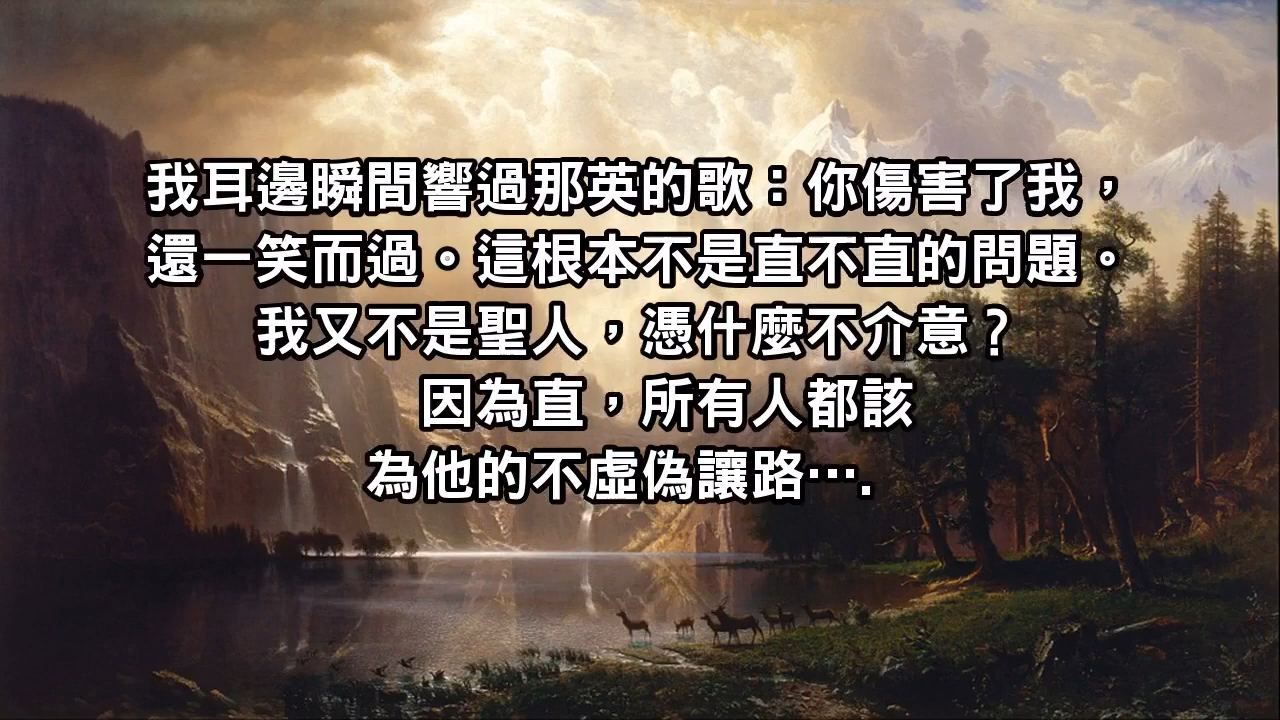 我耳邊瞬間響過那英的歌：你傷害了我，
還一笑而過。這根本不是直不直的問題。
我又不是聖人，憑什麼不介意？
因為直，所有人都該
為他的不虛偽讓路….